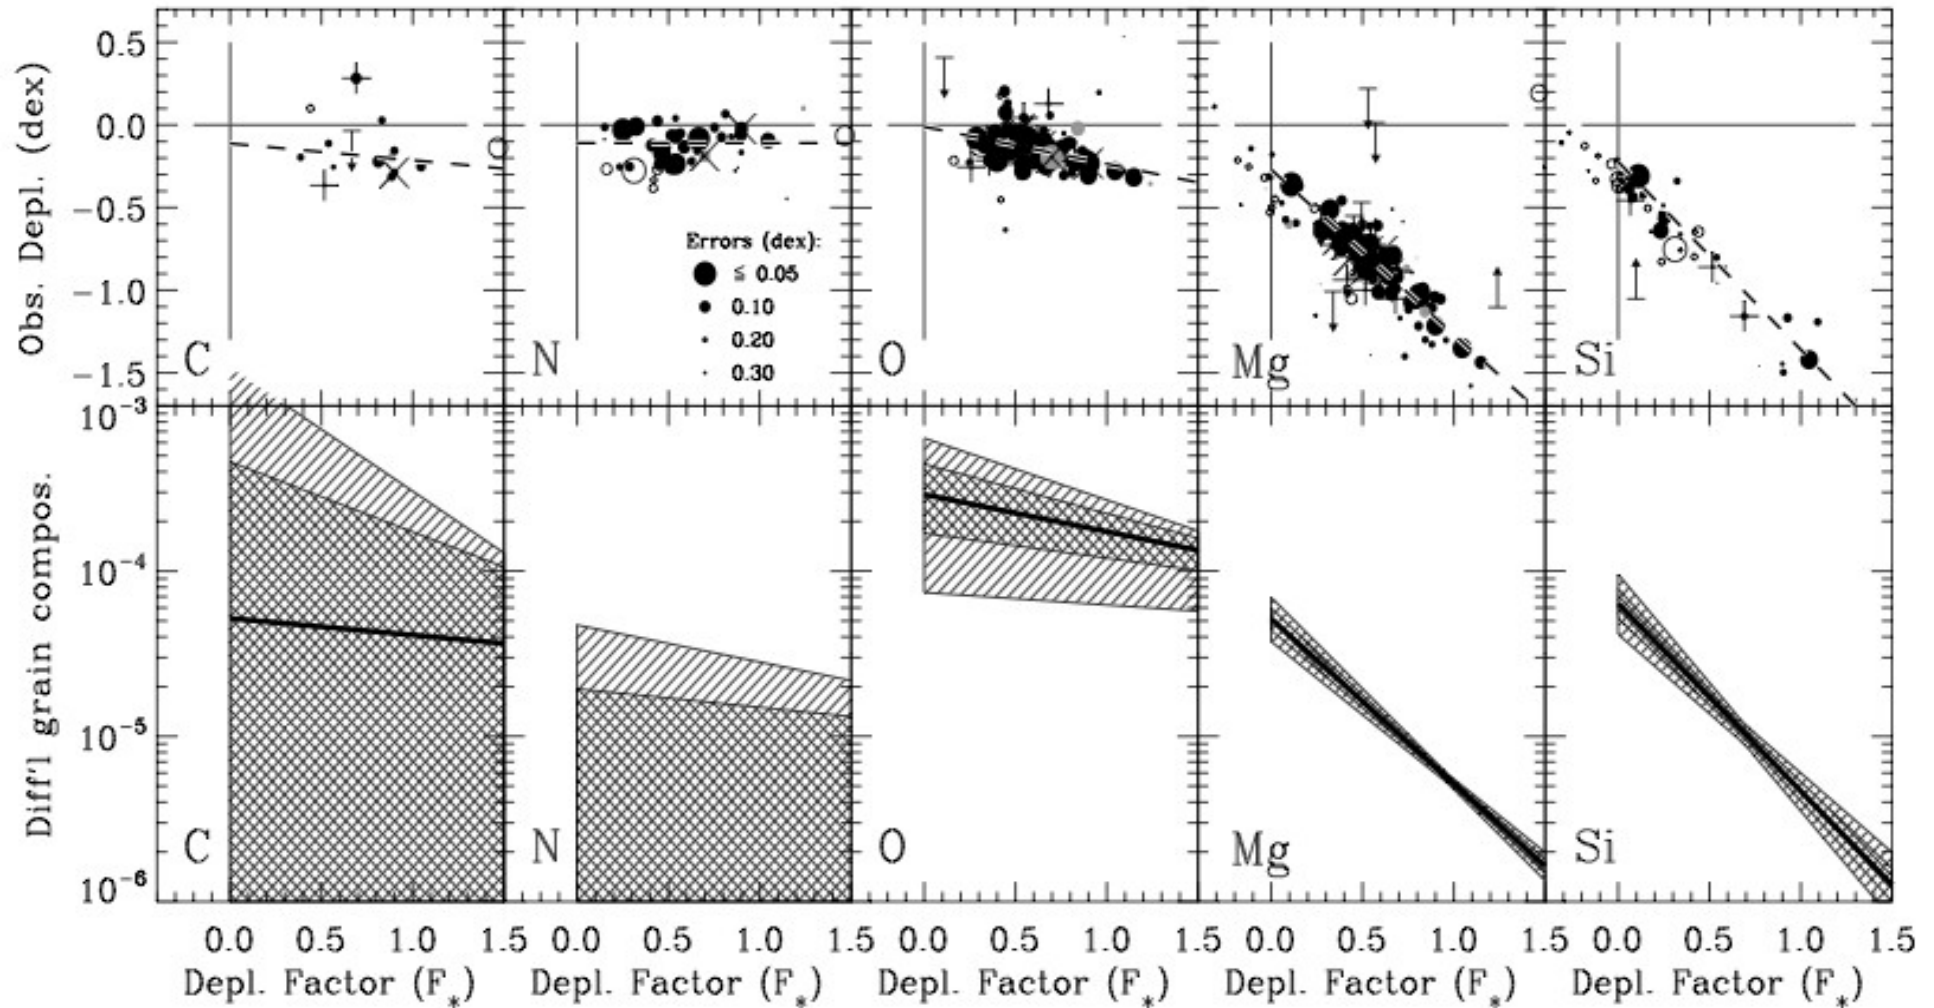 Obs. Depl. (dex)
0.5
0.0
−0.5
−1.0
−1.5
C
N
O
Mg
Si
Errors (dex):
≤ 0.05
0.10
0.20
0.30
Diff'l grain compos.
10⁻³
10⁻⁴
10⁻⁵
10⁻⁶
C
N
O
Mg
Si
0.0 0.5 1.0 1.5 0.0 0.5 1.0 1.5 0.0 0.5 1.0 1.5 0.0 0.5 1.0 1.5 0.0 0.5 1.0 1.5
Depl. Factor (F*) Depl. Factor (F*) Depl. Factor (F*) Depl. Factor (F*) Depl. Factor (F*)